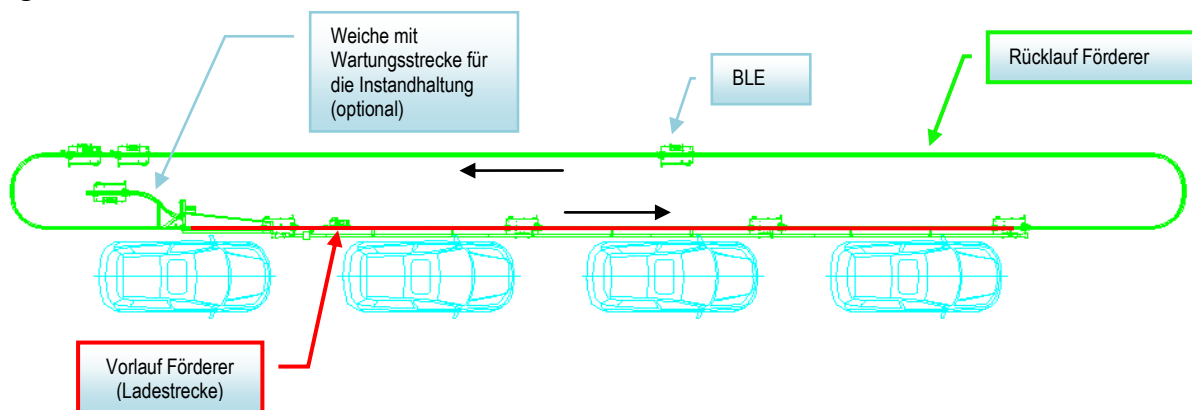 Weiche mit
Wartungsstrecke für
die Instandhaltung
(optional)
BLE
Rücklauf Förderer
Vorlauf Förderer
(Ladestrecke)